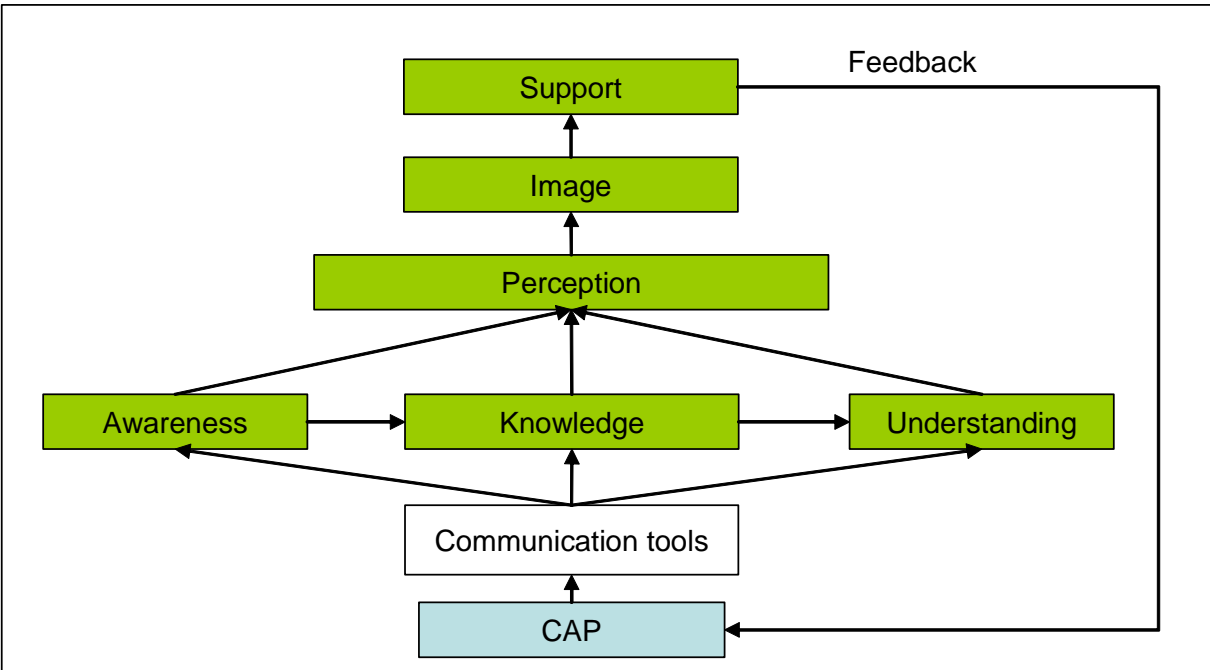 Feedback
Support
Image
Perception
Awareness
Knowledge
Understanding
Communication tools
CAP